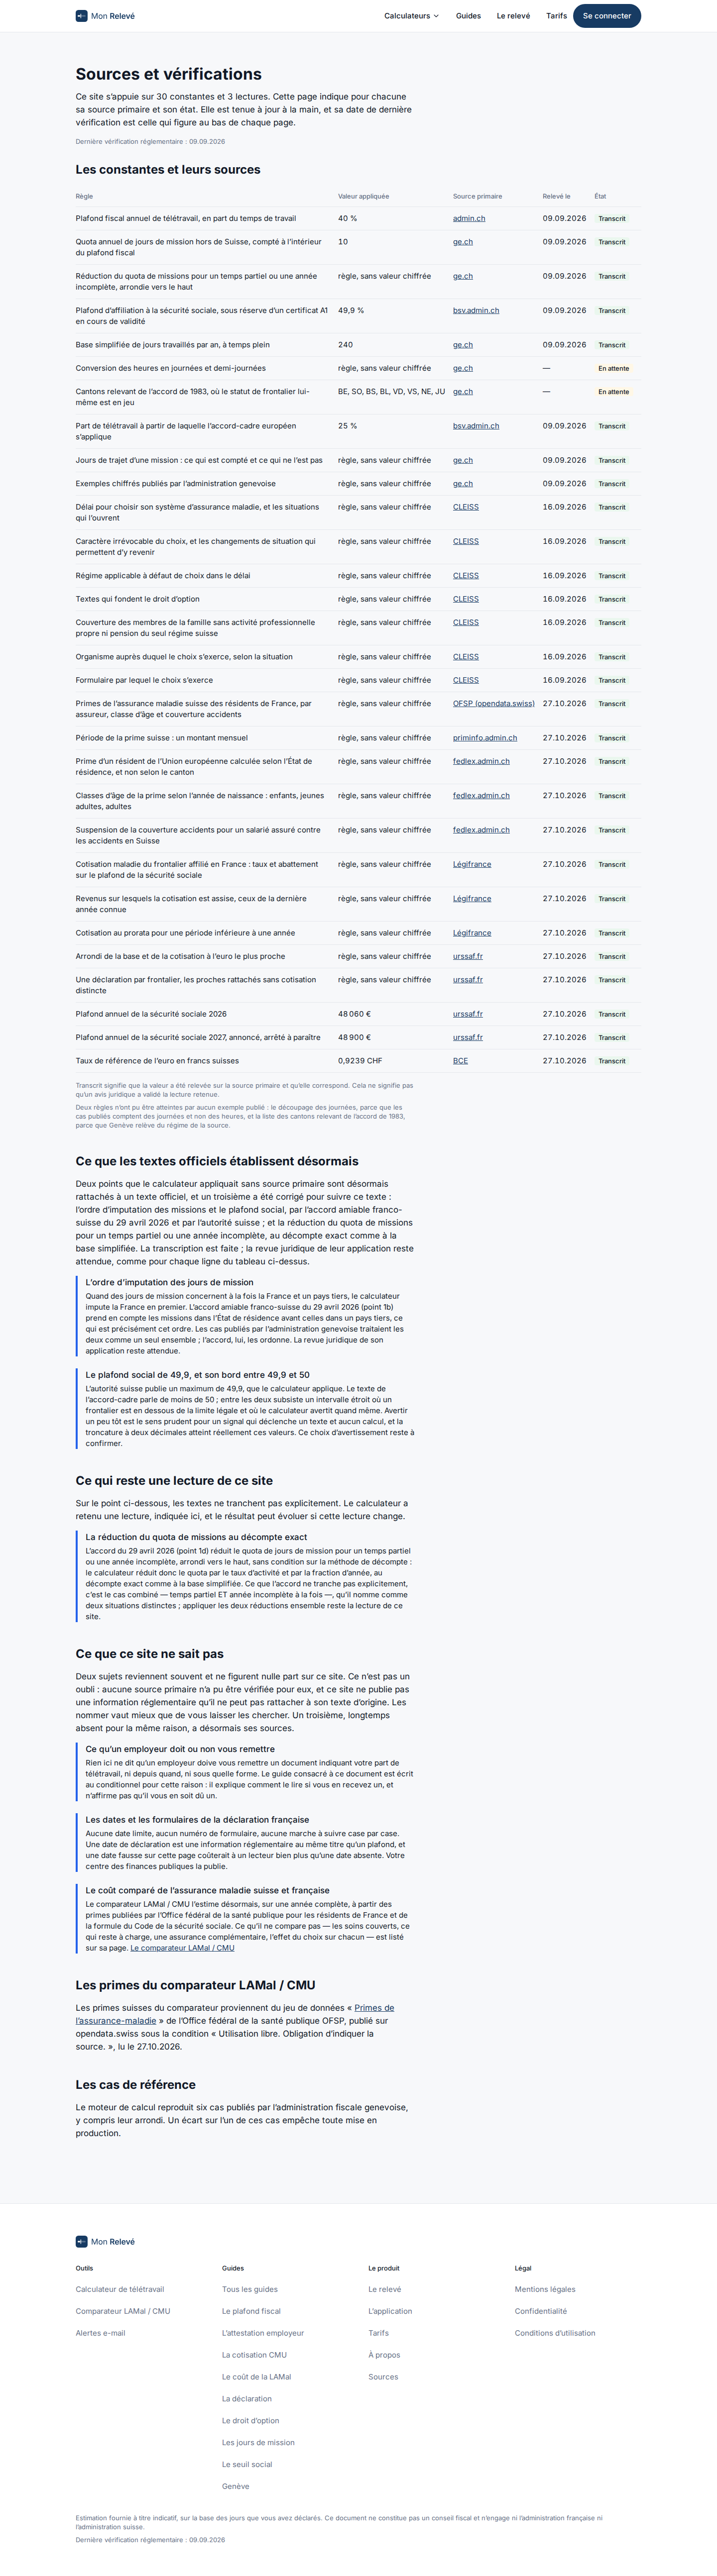 Mon Relevé
Calculateurs
Guides
Le relevé
Tarifs
Se connecter
Sources et vérifications
Ce site s’appuie sur 30 constantes et 3 lectures. Cette page indique pour chacune
sa source primaire et son état. Elle est tenue à jour à la main, et sa date de dernière
vérification est celle qui figure au bas de chaque page.
Dernière vérification réglementaire : 09.09.2026
Les constantes et leurs sources
Règle Valeur appliquée Source primaire Relevé le État
Plafond fiscal annuel de télétravail, en part du temps de travail 40 % admin.ch 09.09.2026 Transcrit
Quota annuel de jours de mission hors de Suisse, compté à l’intérieur 10 ge.ch 09.09.2026 Transcrit
du plafond fiscal
Réduction du quota de missions pour un temps partiel ou une année règle, sans valeur chiffrée ge.ch 09.09.2026 Transcrit
incomplète, arrondie vers le haut
Plafond d’affiliation à la sécurité sociale, sous réserve d’un certificat A1 49,9 % bsv.admin.ch 09.09.2026 Transcrit
en cours de validité
Base simplifiée de jours travaillés par an, à temps plein 240 ge.ch 09.09.2026 Transcrit
Conversion des heures en journées et demi-journées règle, sans valeur chiffrée ge.ch — En attente
Cantons relevant de l’accord de 1983, où le statut de frontalier lui- BE, SO, BS, BL, VD, VS, NE, JU ge.ch — En attente
même est en jeu
Part de télétravail à partir de laquelle l’accord-cadre européen 25 % bsv.admin.ch 09.09.2026 Transcrit
s’applique
Jours de trajet d’une mission : ce qui est compté et ce qui ne l’est pas règle, sans valeur chiffrée ge.ch 09.09.2026 Transcrit
Exemples chiffrés publiés par l’administration genevoise règle, sans valeur chiffrée ge.ch 09.09.2026 Transcrit
Délai pour choisir son système d’assurance maladie, et les situations règle, sans valeur chiffrée CLEISS 16.09.2026 Transcrit
qui l’ouvrent
Caractère irrévocable du choix, et les changements de situation qui règle, sans valeur chiffrée CLEISS 16.09.2026 Transcrit
permettent d’y revenir
Régime applicable à défaut de choix dans le délai règle, sans valeur chiffrée CLEISS 16.09.2026 Transcrit
Textes qui fondent le droit d’option règle, sans valeur chiffrée CLEISS 16.09.2026 Transcrit
Couverture des membres de la famille sans activité professionnelle règle, sans valeur chiffrée CLEISS 16.09.2026 Transcrit
propre ni pension du seul régime suisse
Organisme auprès duquel le choix s’exerce, selon la situation règle, sans valeur chiffrée CLEISS 16.09.2026 Transcrit
Formulaire par lequel le choix s’exerce règle, sans valeur chiffrée CLEISS 16.09.2026 Transcrit
Primes de l’assurance maladie suisse des résidents de France, par règle, sans valeur chiffrée OFSP (opendata.swiss) 27.10.2026 Transcrit
assureur, classe d’âge et couverture accidents
Période de la prime suisse : un montant mensuel règle, sans valeur chiffrée priminfo.admin.ch 27.10.2026 Transcrit
Prime d’un résident de l’Union européenne calculée selon l’État de règle, sans valeur chiffrée fedlex.admin.ch 27.10.2026 Transcrit
résidence, et non selon le canton
Classes d’âge de la prime selon l’année de naissance : enfants, jeunes règle, sans valeur chiffrée fedlex.admin.ch 27.10.2026 Transcrit
adultes, adultes
Suspension de la couverture accidents pour un salarié assuré contre règle, sans valeur chiffrée fedlex.admin.ch 27.10.2026 Transcrit
les accidents en Suisse
Cotisation maladie du frontalier affilié en France : taux et abattement règle, sans valeur chiffrée Légifrance 27.10.2026 Transcrit
sur le plafond de la sécurité sociale
Revenus sur lesquels la cotisation est assise, ceux de la dernière règle, sans valeur chiffrée Légifrance 27.10.2026 Transcrit
année connue
Cotisation au prorata pour une période inférieure à une année règle, sans valeur chiffrée Légifrance 27.10.2026 Transcrit
Arrondi de la base et de la cotisation à l’euro le plus proche règle, sans valeur chiffrée urssaf.fr 27.10.2026 Transcrit
Une déclaration par frontalier, les proches rattachés sans cotisation règle, sans valeur chiffrée urssaf.fr 27.10.2026 Transcrit
distincte
Plafond annuel de la sécurité sociale 2026 48 060 € urssaf.fr 27.10.2026 Transcrit
Plafond annuel de la sécurité sociale 2027, annoncé, arrêté à paraître 48 900 € urssaf.fr 27.10.2026 Transcrit
Taux de référence de l’euro en francs suisses 0,9239 CHF BCE 27.10.2026 Transcrit
Transcrit signifie que la valeur a été relevée sur la source primaire et qu’elle correspond. Cela ne signifie pas
qu’un avis juridique a validé la lecture retenue.
Deux règles n’ont pu être atteintes par aucun exemple publié : le découpage des journées, parce que les
cas publiés comptent des journées et non des heures, et la liste des cantons relevant de l’accord de 1983,
parce que Genève relève du régime de la source.
Ce que les textes officiels établissent désormais
Deux points que le calculateur appliquait sans source primaire sont désormais
rattachés à un texte officiel, et un troisième a été corrigé pour suivre ce texte :
l’ordre d’imputation des missions et le plafond social, par l’accord amiable franco-
suisse du 29 avril 2026 et par l’autorité suisse ; et la réduction du quota de missions
pour un temps partiel ou une année incomplète, au décompte exact comme à la
base simplifiée. La transcription est faite ; la revue juridique de leur application reste
attendue, comme pour chaque ligne du tableau ci-dessus.
L’ordre d’imputation des jours de mission
Quand des jours de mission concernent à la fois la France et un pays tiers, le calculateur
impute la France en premier. L’accord amiable franco-suisse du 29 avril 2026 (point 1b)
prend en compte les missions dans l’État de résidence avant celles dans un pays tiers, ce
qui est précisément cet ordre. Les cas publiés par l’administration genevoise traitaient les
deux comme un seul ensemble ; l’accord, lui, les ordonne. La revue juridique de son
application reste attendue.
Le plafond social de 49,9, et son bord entre 49,9 et 50
L’autorité suisse publie un maximum de 49,9, que le calculateur applique. Le texte de
l’accord-cadre parle de moins de 50 ; entre les deux subsiste un intervalle étroit où un
frontalier est en dessous de la limite légale et où le calculateur avertit quand même. Avertir
un peu tôt est le sens prudent pour un signal qui déclenche un texte et aucun calcul, et la
troncature à deux décimales atteint réellement ces valeurs. Ce choix d’avertissement reste à
confirmer.
Ce qui reste une lecture de ce site
Sur le point ci-dessous, les textes ne tranchent pas explicitement. Le calculateur a
retenu une lecture, indiquée ici, et le résultat peut évoluer si cette lecture change.
La réduction du quota de missions au décompte exact
L’accord du 29 avril 2026 (point 1d) réduit le quota de jours de mission pour un temps partiel
ou une année incomplète, arrondi vers le haut, sans condition sur la méthode de décompte :
le calculateur réduit donc le quota par le taux d’activité et par la fraction d’année, au
décompte exact comme à la base simplifiée. Ce que l’accord ne tranche pas explicitement,
c’est le cas combiné — temps partiel ET année incomplète à la fois —, qu’il nomme comme
deux situations distinctes ; appliquer les deux réductions ensemble reste la lecture de ce
site.
Ce que ce site ne sait pas
Deux sujets reviennent souvent et ne figurent nulle part sur ce site. Ce n’est pas un
oubli : aucune source primaire n’a pu être vérifiée pour eux, et ce site ne publie pas
une information réglementaire qu’il ne peut pas rattacher à son texte d’origine. Les
nommer vaut mieux que de vous laisser les chercher. Un troisième, longtemps
absent pour la même raison, a désormais ses sources.
Ce qu’un employeur doit ou non vous remettre
Rien ici ne dit qu’un employeur doive vous remettre un document indiquant votre part de
télétravail, ni depuis quand, ni sous quelle forme. Le guide consacré à ce document est écrit
au conditionnel pour cette raison : il explique comment le lire si vous en recevez un, et
n’affirme pas qu’il vous en soit dû un.
Les dates et les formulaires de la déclaration française
Aucune date limite, aucun numéro de formulaire, aucune marche à suivre case par case.
Une date de déclaration est une information réglementaire au même titre qu’un plafond, et
une date fausse sur cette page coûterait à un lecteur bien plus qu’une date absente. Votre
centre des finances publiques la publie.
Le coût comparé de l’assurance maladie suisse et française
Le comparateur LAMal / CMU l’estime désormais, sur une année complète, à partir des
primes publiées par l’Office fédéral de la santé publique pour les résidents de France et de
la formule du Code de la sécurité sociale. Ce qu’il ne compare pas — les soins couverts, ce
qui reste à charge, une assurance complémentaire, l’effet du choix sur chacun — est listé
sur sa page. Le comparateur LAMal / CMU
Les primes du comparateur LAMal / CMU
Les primes suisses du comparateur proviennent du jeu de données « Primes de
l’assurance-maladie » de l’Office fédéral de la santé publique OFSP, publié sur
opendata.swiss sous la condition « Utilisation libre. Obligation d’indiquer la
source. », lu le 27.10.2026.
Les cas de référence
Le moteur de calcul reproduit six cas publiés par l’administration fiscale genevoise,
y compris leur arrondi. Un écart sur l’un de ces cas empêche toute mise en
production.
Mon Relevé
Outils
Calculateur de télétravail
Comparateur LAMal / CMU
Alertes e-mail
Guides
Tous les guides
Le plafond fiscal
L’attestation employeur
La cotisation CMU
Le coût de la LAMal
La déclaration
Le droit d’option
Les jours de mission
Le seuil social
Genève
Le produit
Le relevé
L’application
Tarifs
À propos
Sources
Légal
Mentions légales
Confidentialité
Conditions d’utilisation
Estimation fournie à titre indicatif, sur la base des jours que vous avez déclarés. Ce document ne constitue pas un conseil fiscal et n’engage ni l’administration française ni
l’administration suisse.
Dernière vérification réglementaire : 09.09.2026